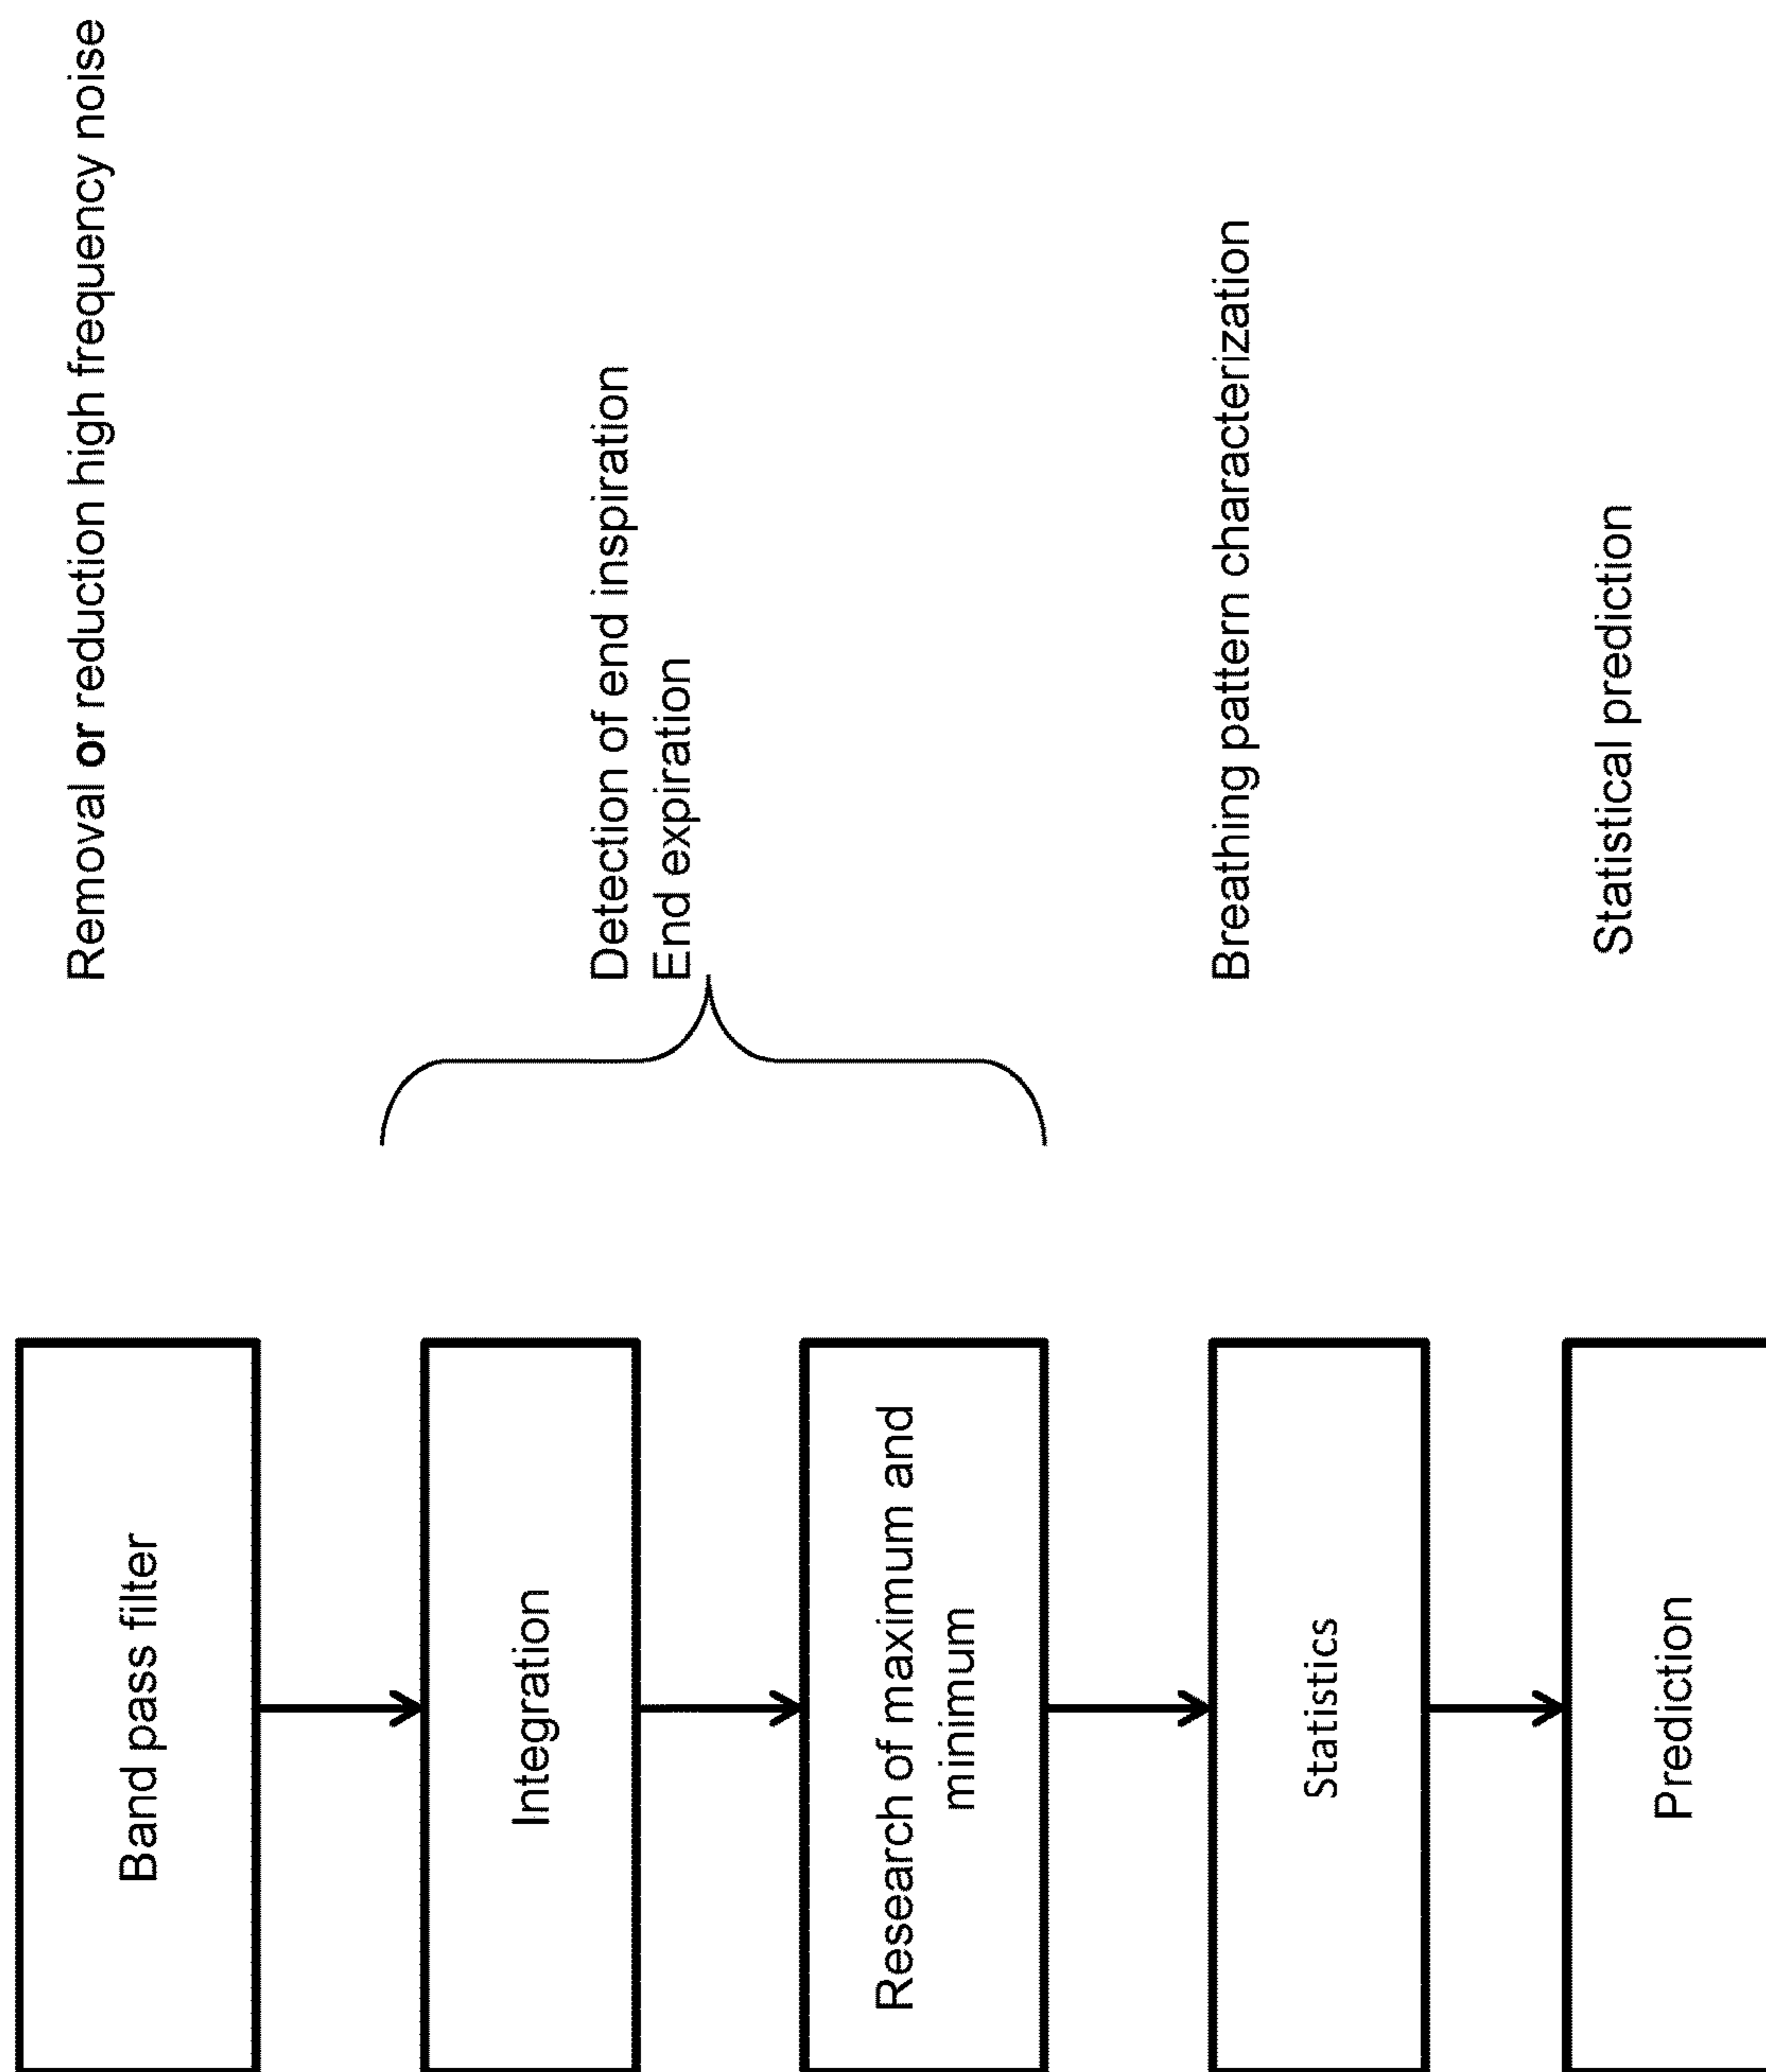 Removal or reduction high frequency noise
Detection of end inspiration
End expiration
Breathing pattern characterization
Statistical prediction
Band pass filter
Integration
Research of maximum and
minimum
Statistics
Prediction